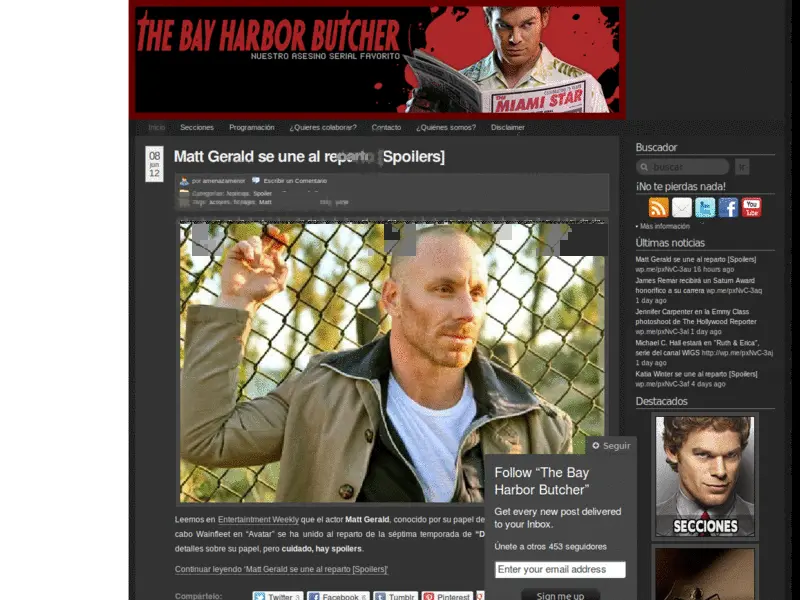 THE BAY HARBOR BUTCHER
NUESTRO ASESINO SERIAL FAVORITO
MIAMI STAR
Inicio Secciones Programación ¿Quieres colaborar? Contacto ¿Quiénes somos? Disclaimer
08
jun
12
Matt Gerald se une al reparto [Spoilers]
por amenazameior Escribir un Comentario
Categorías: Noticias, Spoiler
Tags: actores, fichajes, Matt
Leemos en Entertaintment Weekly que el actor Matt Gerald, conocido por su papel de
cabo Wainfleet en “Avatar” se ha unido al reparto de la séptima temporada de “D
detalles sobre su papel, pero cuidado, hay spoilers.
Continuar leyendo 'Matt Gerald se une al reparto [Spoilers]'
Compártelo:
Twitter 3 Facebook 8 Tumblr Pinterest
Seguir
Follow “The Bay
Harbor Butcher”
Get every new post delivered
to your Inbox.
Únete a otros 453 seguidores
Enter your email address
Sign me up
Buscador
buscar
Ir
¡No te pierdas nada!
You
Tube
Más información
Últimas noticias
Matt Gerald se une al reparto [Spoilers]
wp.me/pxNvC-3au 16 hours ago
James Remar recibirá un Saturn Award
honorífico a su carrera wp.me/pxNvC-3aq
1 day ago
Jennifer Carpenter en la Emmy Class
photoshoot de The Hollywood Reporter
wp.me/pxNvC-3al 1 day ago
Michael C. Hall estará en "Ruth & Erica",
serie del canal WIGS http://wp.me/pxNvC-3aj
1 day ago
Katia Winter se une al reparto [Spoilers]
wp.me/pxNvC-3af 4 days ago
Destacados
SECCIONES